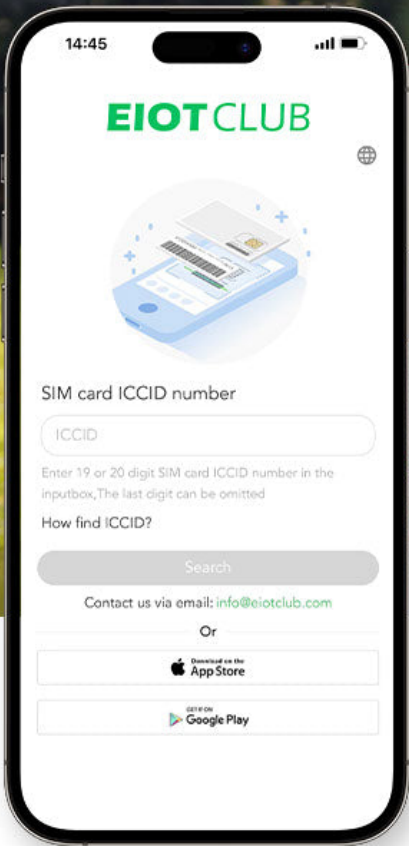 14:45
EIOTCLUB
SIM card ICCID number
ICCID
Enter 19 or 20 digit SIM card ICCID number in the
inputbox,The last digit can be omitted
How find ICCID?
Search
Contact us via email: info@eiotclub.com
Or
Download on the
App Store
GET IT ON
Google Play